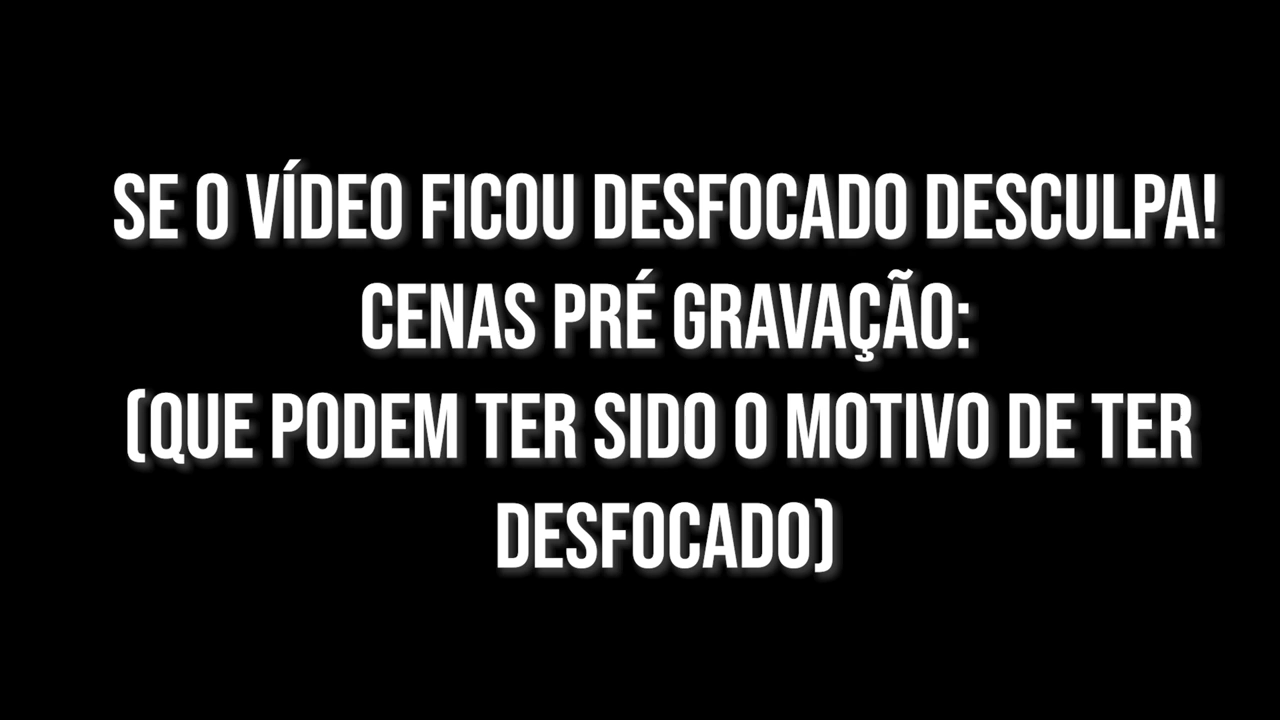 SE O VÍDEO FICOU DESFOCADO DESCULPA!
CENAS PRÉ GRAVAÇÃO:
(QUE PODEM TER SIDO O MOTIVO DE TER
DESFOCADO)